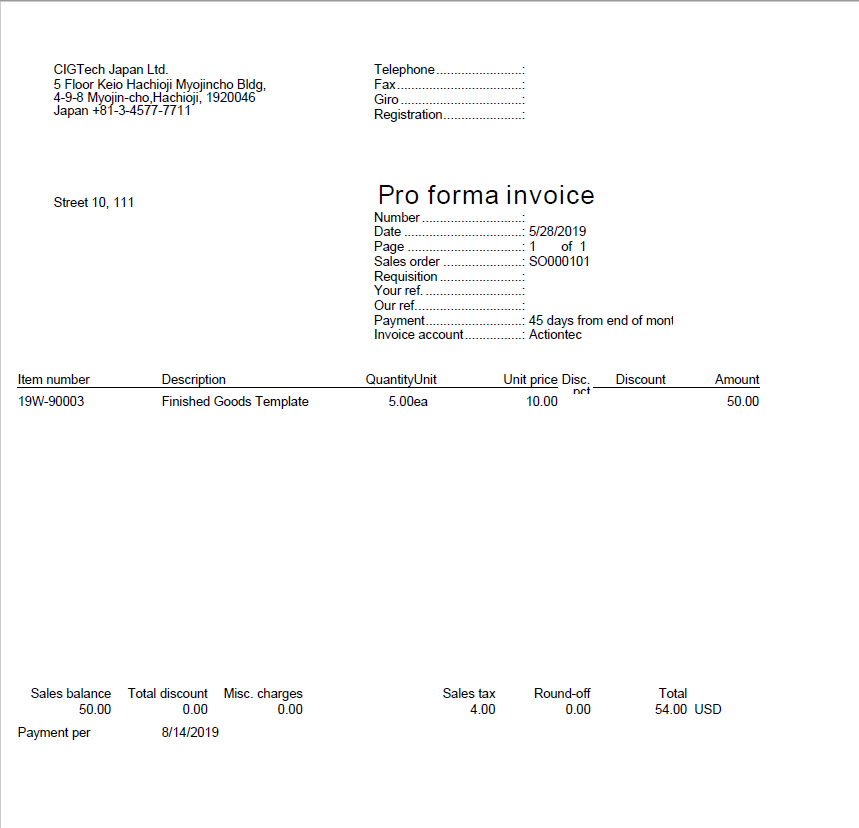 CIGTech Japan Ltd.
5 Floor Keio Hachioji Myojincho Bldg,
4-9-8 Myojin-cho,Hachioji, 1920046
Japan +81-3-4577-7711
Telephone........................:
Fax..................................:
Giro.................................:
Registration......................:
Street 10, 111
Pro forma invoice
Number...........................:
Date ................................: 5/28/2019
Page ...............................: 1 of 1
Sales order ......................: SO000101
Requisition ......................:
Your ref. ..........................:
Our ref.............................:
Payment..........................: 45 days from end of mont
Invoice account................: Actiontec
Item number Description QuantityUnit Unit price Disc. pct Discount Amount
19W-90003 Finished Goods Template 5.00ea 10.00 50.00
Sales balance Total discount Misc. charges Sales tax Round-off Total
50.00 0.00 0.00 4.00 0.00 54.00 USD
Payment per 8/14/2019